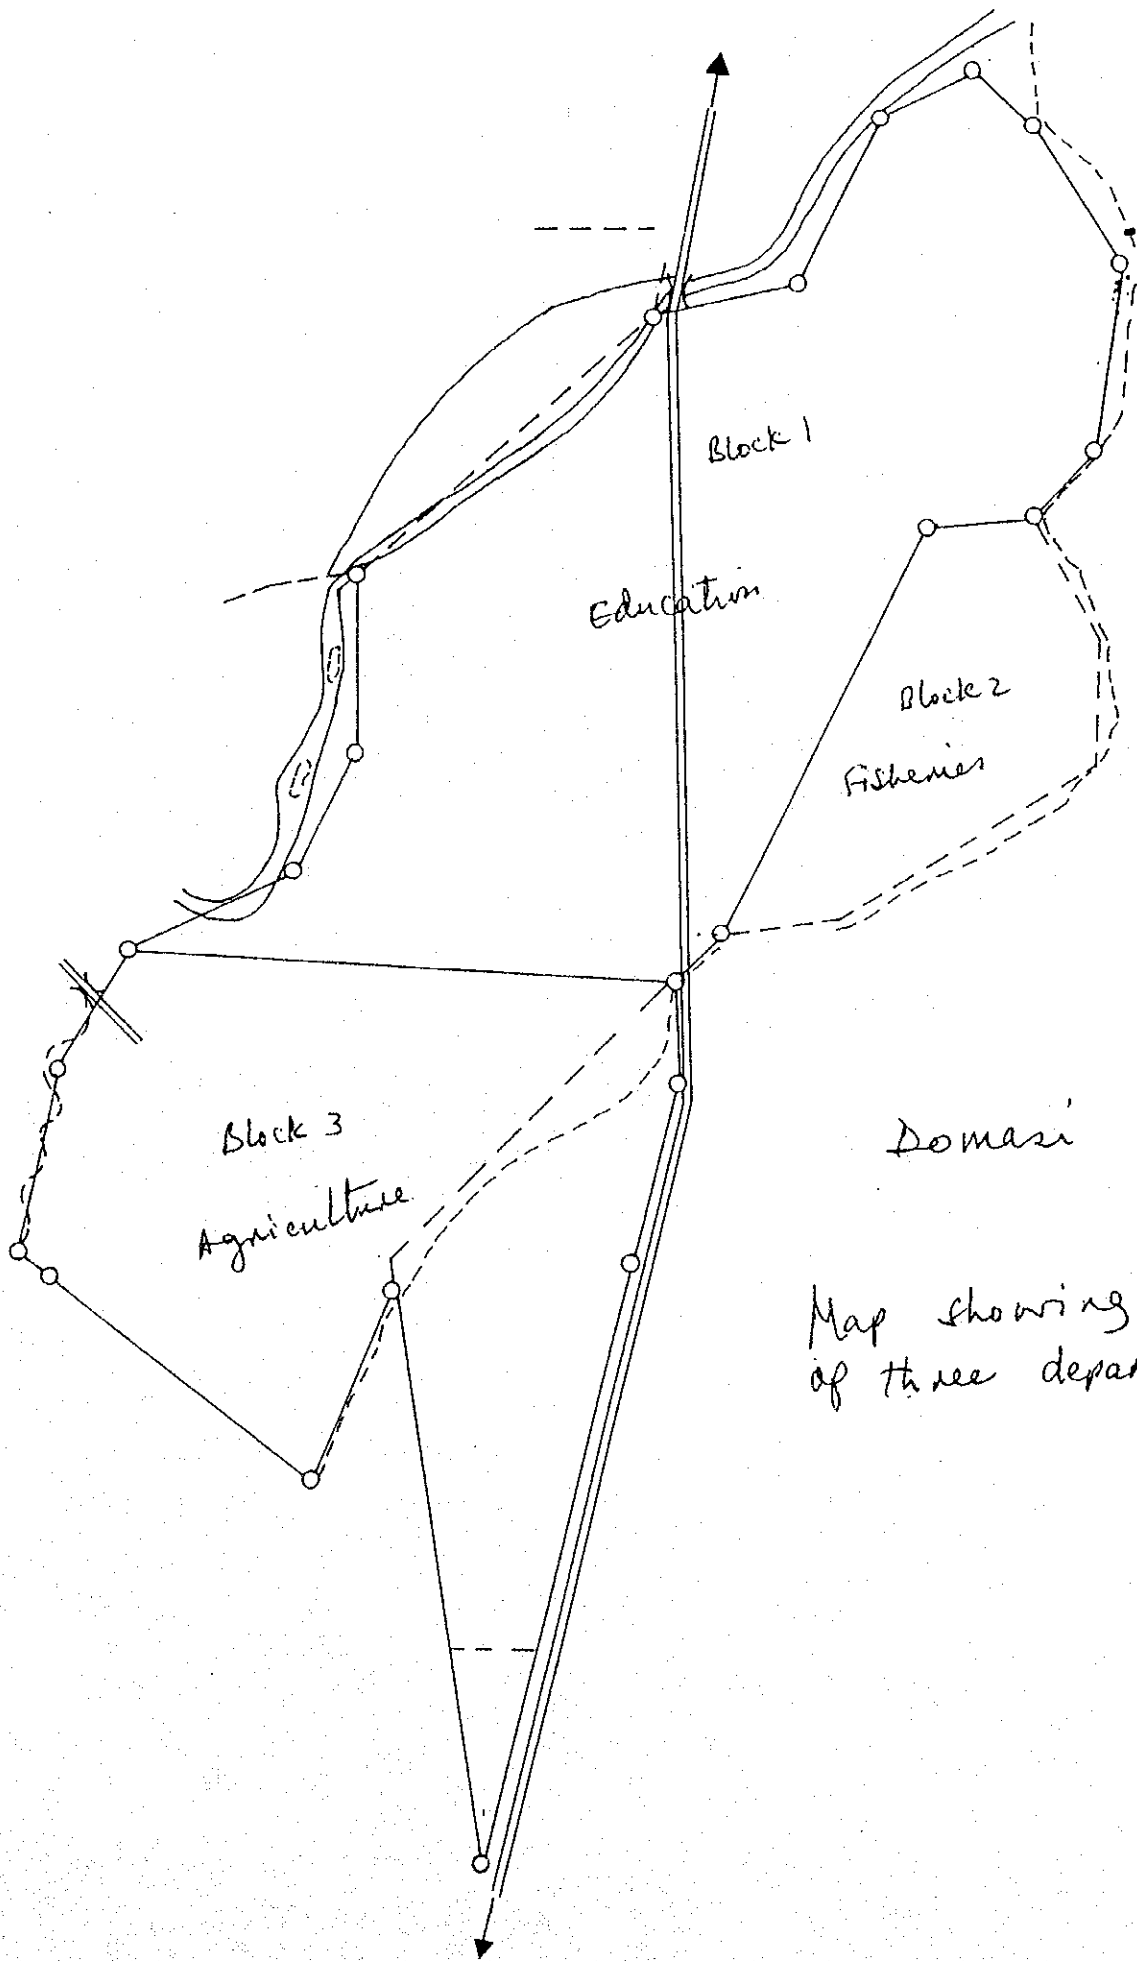 Block 1
Education
Block 2
Fisheries
Block 3
Agriculture
Domasi
Map showing
of three depar